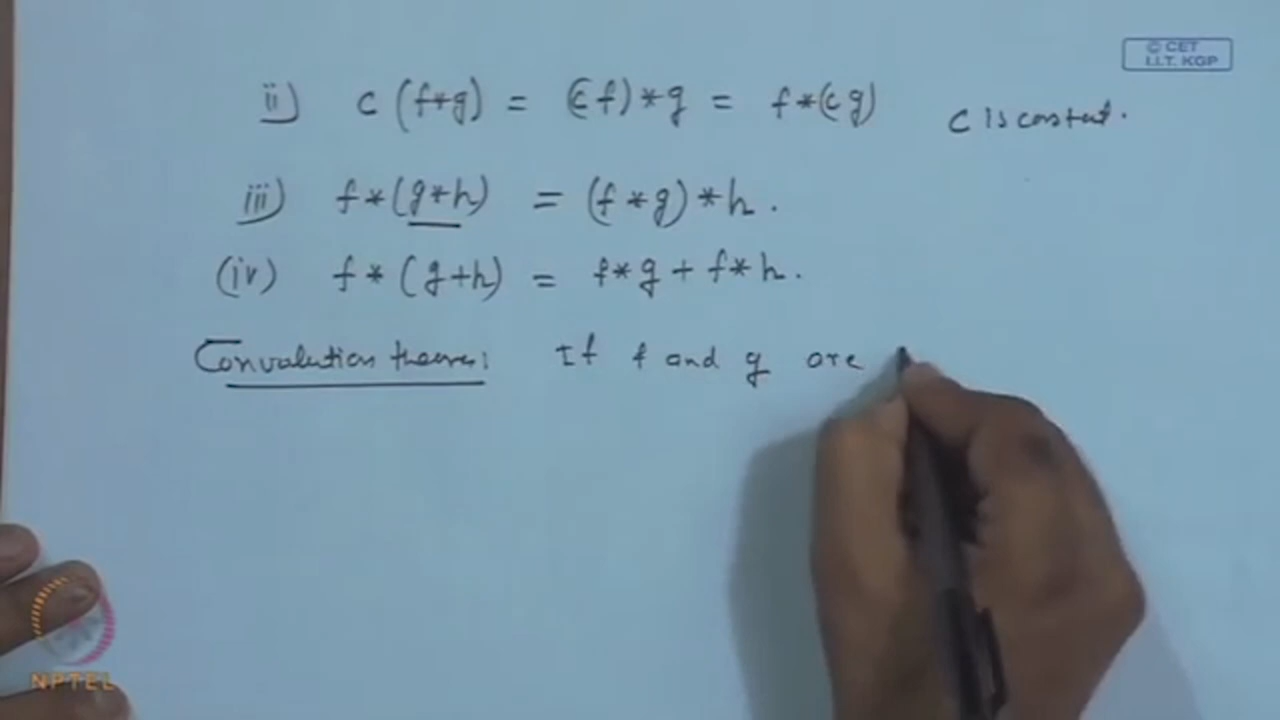 © CET
I.I.T. KGP
ii) c (f*g) = (cf)*g = f*(cg) c is constant.
iii) f*(g*h) = (f*g)*h.
(iv) f*(g+h) = f*g + f*h.
Convolution theorem: If f and g are
NPTEL